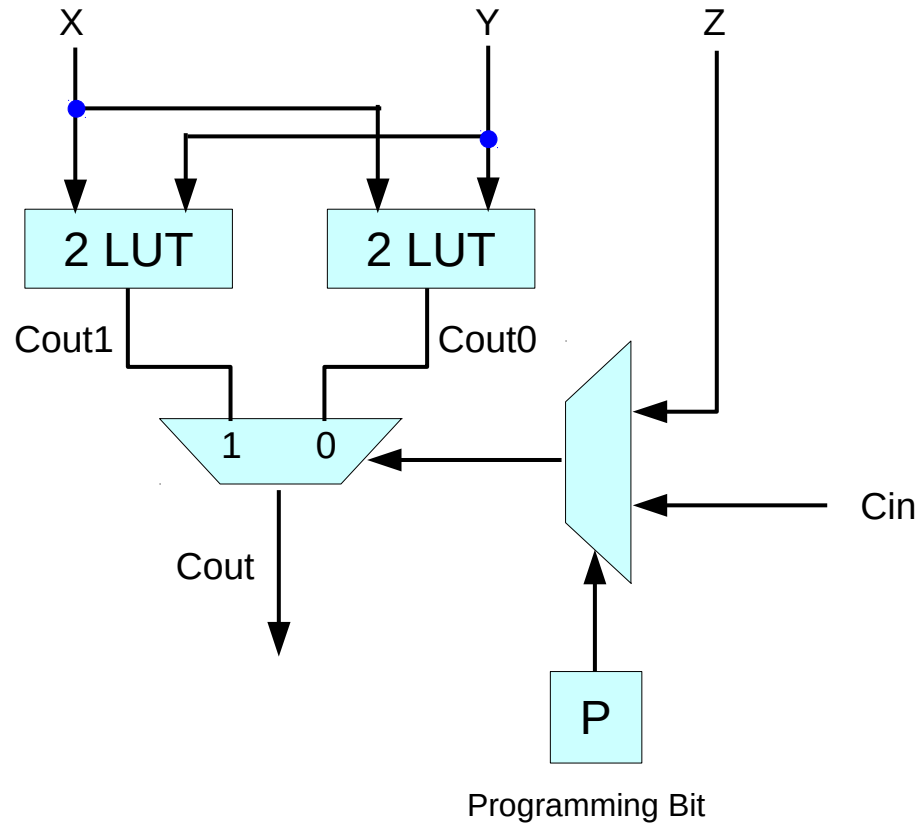 X Y Z
2 LUT 2 LUT
Cout1 Cout0
1 0
Cin
Cout
P
Programming Bit